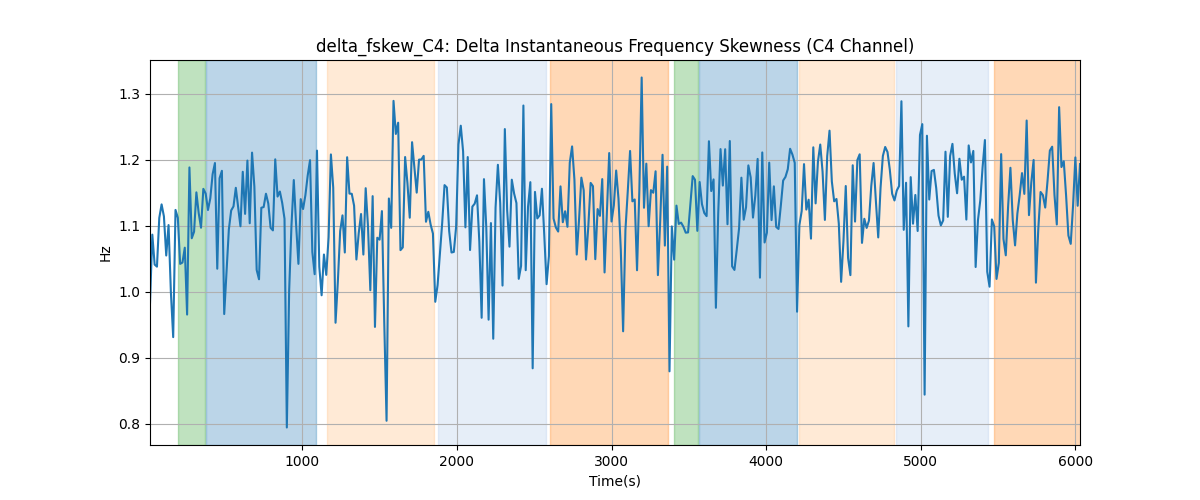 delta_fskew_C4: Delta Instantaneous Frequency Skewness (C4 Channel)
Hz
1.3
1.2
1.1
1.0
0.9
0.8
1000 2000 3000 4000 5000 6000
Time(s)